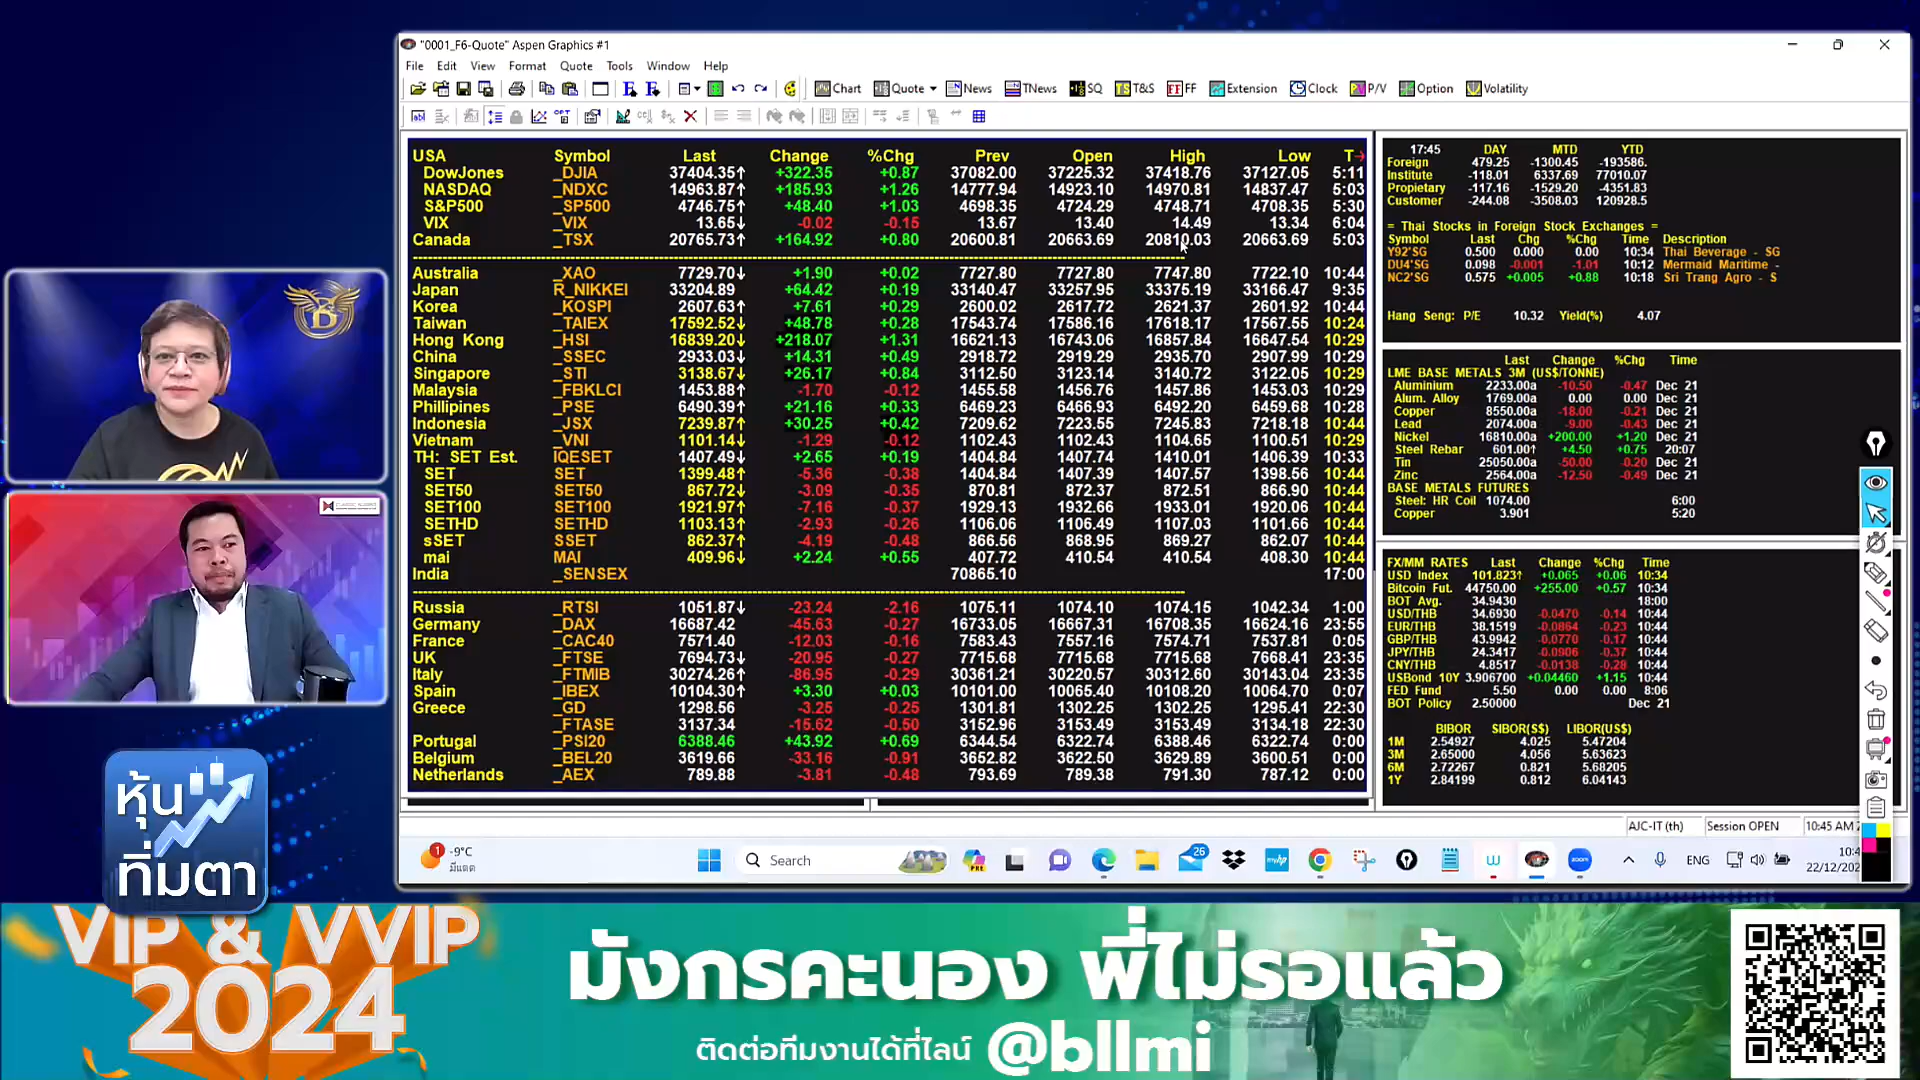 "0001_F6-Quote" Aspen Graphics #1
File Edit View Format Quote Tools Window Help
Chart Quote News TNews SQ T&S FF Extension Clock P/V Option Volatility
USA Symbol Last Change %Chg Prev Open High Low T
DowJones _DJIA 37404.35↑ +322.35 +0.87 37082.00 37225.32 37418.76 37127.05 5:11
NASDAQ _NDXC 14963.87↑ +185.93 +1.26 14777.94 14923.10 14970.81 14837.47 5:03
S&P500 _SP500 4746.75↑ +48.40 +1.03 4698.35 4724.29 4748.71 4708.35 5:30
VIX _VIX 13.65↓ -0.02 -0.15 13.67 13.40 14.49 13.34 6:04
Canada _TSX 20765.73↑ +164.92 +0.80 20600.81 20663.69 20810.03 20663.69 5:03
Australia _XAO 7729.70↓ +1.90 +0.02 7727.80 7727.80 7747.80 7722.10 10:44
Japan R_NIKKEI 33204.89 +64.42 +0.19 33140.47 33257.95 33375.19 33166.47 9:35
Korea _KOSPI 2607.63↑ +7.61 +0.29 2600.02 2617.72 2621.37 2601.92 10:44
Taiwan _TAIEX 17592.52↓ +48.78 +0.28 17543.74 17586.16 17618.17 17567.55 10:24
Hong Kong _HSI 16839.20↓ +218.07 +1.31 16621.13 16743.06 16857.84 16647.54 10:29
China _SSEC 2933.03↓ +14.31 +0.49 2918.72 2919.29 2935.70 2907.99 10:29
Singapore _STI 3138.67↓ +26.17 +0.84 3112.50 3123.14 3140.72 3122.05 10:29
Malaysia _FBKLCI 1453.88↑ -1.70 -0.12 1455.58 1456.76 1457.86 1453.03 10:29
Phillipines _PSE 6490.39↑ +21.16 +0.33 6469.23 6466.93 6492.20 6459.68 10:28
Indonesia _JSX 7239.87↑ +30.25 +0.42 7209.62 7223.55 7245.83 7218.18 10:44
Vietnam _VNI 1101.14↓ -1.29 -0.12 1102.43 1102.43 1104.65 1100.51 10:29
TH: SET Est. IQESET 1407.49↓ +2.65 +0.19 1404.84 1407.74 1410.01 1406.39 10:33
SET SET 1399.48↑ -5.36 -0.38 1404.84 1407.39 1407.57 1398.56 10:44
SET50 SET50 867.72↓ -3.09 -0.35 870.81 872.37 872.51 866.90 10:44
SET100 SET100 1921.97↑ -7.16 -0.37 1929.13 1932.66 1933.01 1920.06 10:44
SETHD SETHD 1103.13↑ -2.93 -0.26 1106.06 1106.49 1107.03 1101.66 10:44
sSET SSET 862.37↑ -4.19 -0.48 866.56 868.95 869.27 862.07 10:44
mai MAI 409.96↓ +2.24 +0.55 407.72 410.54 410.54 408.30 10:44
India _SENSEX 70865.10 17:00
Russia _RTSI 1051.87↓ -23.24 -2.16 1075.11 1074.10 1074.15 1042.34 1:00
Germany _DAX 16687.42 -45.63 -0.27 16733.05 16667.31 16708.35 16624.16 23:55
France _CAC40 7571.40 -12.03 -0.16 7583.43 7557.16 7574.71 7537.81 0:05
UK _FTSE 7694.73↓ -20.95 -0.27 7715.68 7715.68 7715.68 7668.41 23:35
Italy _FTMIB 30274.26↑ -86.95 -0.29 30361.21 30220.57 30312.60 30143.04 23:35
Spain _IBEX 10104.30↑ +3.30 +0.03 10101.00 10065.40 10108.20 10064.70 0:07
Greece _GD 1298.56 -3.25 -0.25 1301.81 1302.25 1302.25 1295.41 22:30
_FTASE 3137.34 -15.62 -0.50 3152.96 3153.49 3153.49 3134.18 22:30
Portugal _PSI20 6388.46 +43.92 +0.69 6344.54 6322.74 6388.46 6322.74 0:00
Belgium _BEL20 3619.66 -33.16 -0.91 3652.82 3622.50 3629.89 3600.51 0:00
Netherlands _AEX 789.88 -3.81 -0.48 793.69 789.38 791.30 787.12 0:00
17:45 DAY MTD YTD
Foreign 479.25 -1300.45 -193586.
Institute -118.01 6337.69 77010.07
Propietary -117.16 -1529.20 -4351.83
Customer -244.08 -3508.03 120928.5
= Thai Stocks in Foreign Stock Exchanges =
Symbol Last Chg %Chg Time Description
Y92'SG 0.500 0.000 0.00 10:34 Thai Beverage - SG
DU4'SG 0.098 -0.001 -1.01 10:12 Mermaid Maritime -
NC2'SG 0.575 +0.005 +0.88 10:18 Sri Trang Agro - S
Hang Seng: P/E 10.32 Yield(%) 4.07
Last Change %Chg Time
LME BASE METALS 3M (US$/TONNE)
Aluminium 2233.00a -10.50 -0.47 Dec 21
Alum. Alloy 1769.00a 0.00 0.00 Dec 21
Copper 8550.00a -18.00 -0.21 Dec 21
Lead 2074.00a -9.00 -0.43 Dec 21
Nickel 16810.00a +200.00 +1.20 Dec 21
Steel Rebar 601.00↑ +4.50 +0.75 20:07
Tin 25050.00a -50.00 -0.20 Dec 21
Zinc 2564.00a -12.50 -0.49 Dec 21
BASE METALS FUTURES
Steel: HR Coil 1074.00 6:00
Copper 3.901 5:20
FX/MM RATES Last Change %Chg Time
USD Index 101.823↑ +0.065 +0.06 10:34
Bitcoin Fut. 44750.00 +255.00 +0.57 10:34
BOT Avg. 34.9430 18:00
USD/THB 34.6930 -0.0470 -0.14 10:44
EUR/THB 38.1519 -0.0864 -0.23 10:44
GBP/THB 43.9942 -0.0770 -0.17 10:44
JPY/THB 24.3417 -0.0906 -0.37 10:44
CNY/THB 4.8517 -0.0138 -0.28 10:44
USBond 10Y 3.906700 +0.04460 +1.15 10:44
FED Fund 5.50 0.00 0.00 8:06
BOT Policy 2.50000 Dec 21
BIBOR SIBOR(S$) LIBOR(US$)
1M 2.54927 4.025 5.47204
3M 2.65000 4.056 5.63623
6M 2.72267 0.821 5.68205
1Y 2.84199 0.812 6.04143
AJC-IT (th) Session OPEN 10:45 AM
-9°C
มีแดด
Search
26
ENG
10:4
22/12/202
หุ้น
ทิ่มตา
VIP & VVIP
2024
มังกรคะนอง พี่ไม่รอแล้ว
ติดต่อทีมงานได้ที่ไลน์ @bllmi